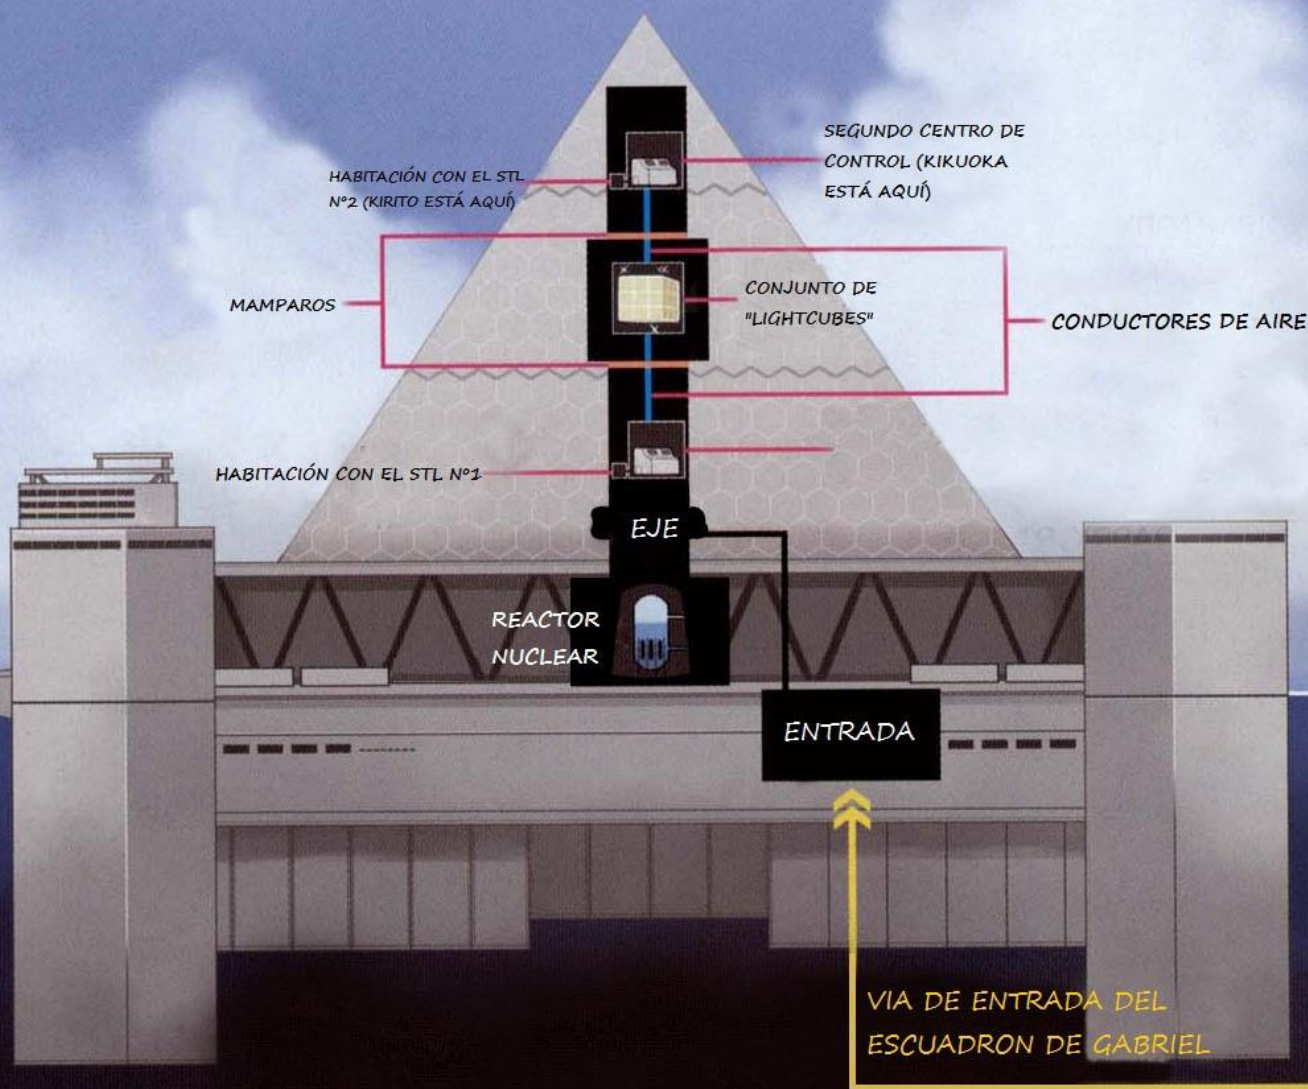 SEGUNDO CENTRO DE
CONTROL (KIKUOKA
ESTÁ AQUÍ)
HABITACIÓN CON EL STL
Nº2 (KIRITO ESTÁ AQUÍ)
MAMPAROS
CONJUNTO DE
"LIGHTCUBES"
CONDUCTORES DE AIRE
HABITACIÓN CON EL STL Nº1
EJE
REACTOR
NUCLEAR
ENTRADA
VIA DE ENTRADA DEL
ESCUADRON DE GABRIEL